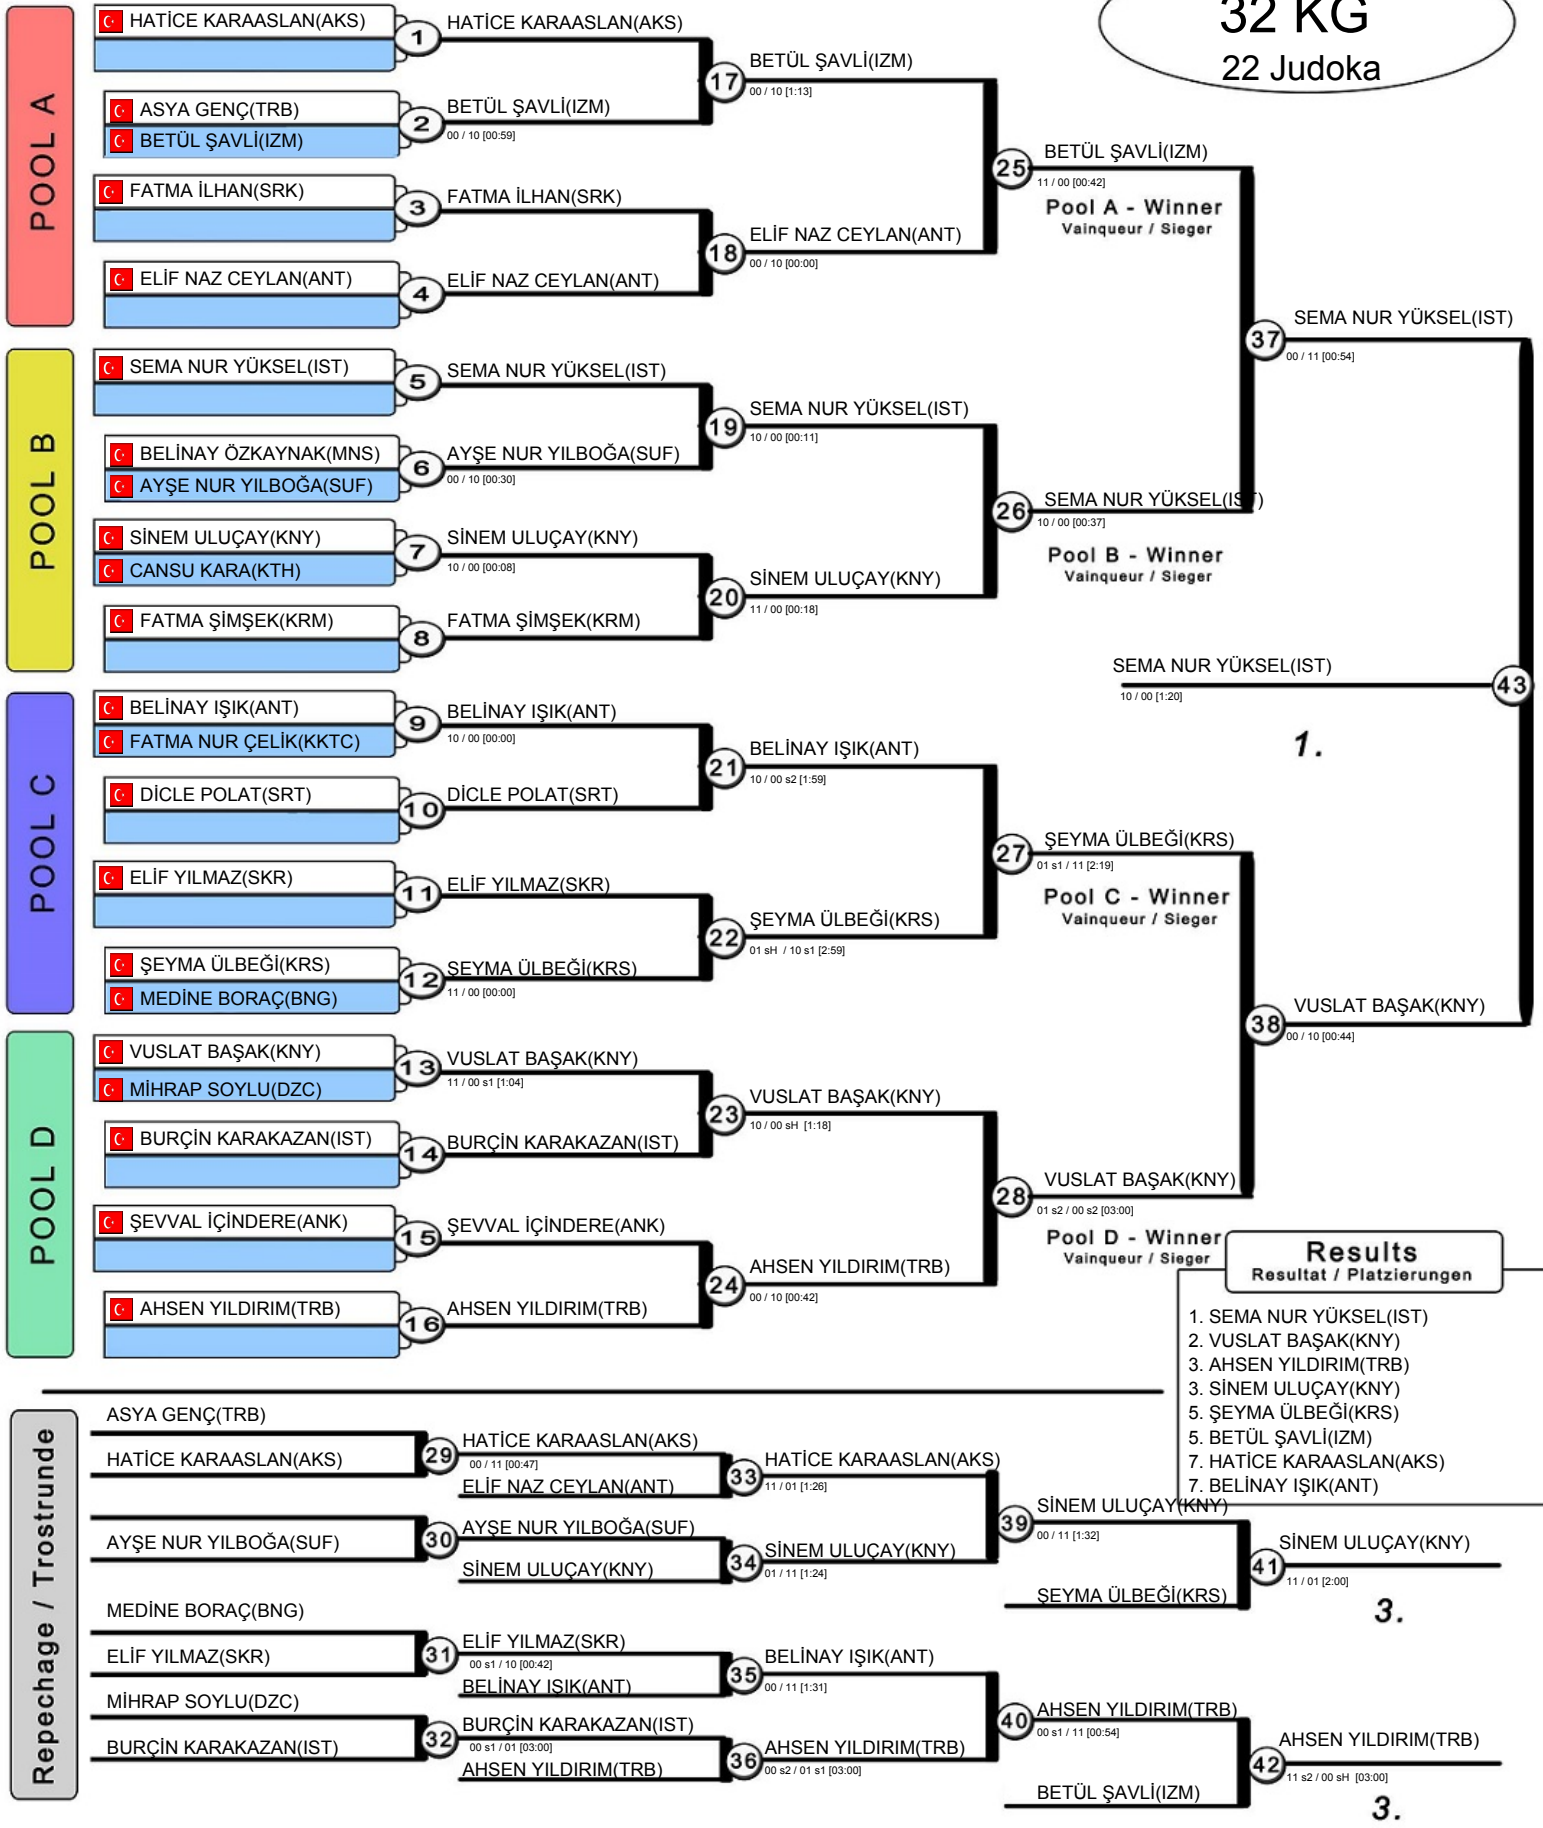 32 KG
22 Judoka
POOL A
HATİCE KARAASLAN(AKS)
1
HATİCE KARAASLAN(AKS)
ASYA GENÇ(TRB)
BETÜL ŞAVLİ(IZM)
2
BETÜL ŞAVLİ(IZM)
00 / 10 [00:59]
17
BETÜL ŞAVLİ(IZM)
00 / 10 [1:13]
FATMA İLHAN(SRK)
3
FATMA İLHAN(SRK)
ELİF NAZ CEYLAN(ANT)
4
ELİF NAZ CEYLAN(ANT)
18
ELİF NAZ CEYLAN(ANT)
00 / 10 [00:00]
25
BETÜL ŞAVLİ(IZM)
11 / 00 [00:42]
Pool A - Winner
Vainqueur / Sieger
POOL B
SEMA NUR YÜKSEL(IST)
5
SEMA NUR YÜKSEL(IST)
BELİNAY ÖZKAYNAK(MNS)
AYŞE NUR YILBOĞA(SUF)
6
AYŞE NUR YILBOĞA(SUF)
00 / 10 [00:30]
19
SEMA NUR YÜKSEL(IST)
10 / 00 [00:11]
SİNEM ULUÇAY(KNY)
CANSU KARA(KTH)
7
SİNEM ULUÇAY(KNY)
10 / 00 [00:08]
FATMA ŞİMŞEK(KRM)
8
FATMA ŞİMŞEK(KRM)
20
SİNEM ULUÇAY(KNY)
11 / 00 [00:18]
26
SEMA NUR YÜKSEL(IST)
10 / 00 [00:37]
Pool B - Winner
Vainqueur / Sieger
37
SEMA NUR YÜKSEL(IST)
00 / 11 [00:54]
SEMA NUR YÜKSEL(IST)
10 / 00 [1:20]
43
1.
POOL C
BELİNAY IŞIK(ANT)
FATMA NUR ÇELİK(KKTC)
9
BELİNAY IŞIK(ANT)
10 / 00 [00:00]
DİCLE POLAT(SRT)
10
DİCLE POLAT(SRT)
21
BELİNAY IŞIK(ANT)
10 / 00 s2 [1:59]
ELİF YILMAZ(SKR)
11
ELİF YILMAZ(SKR)
ŞEYMA ÜLBEĞİ(KRS)
MEDİNE BORAÇ(BNG)
12
ŞEYMA ÜLBEĞİ(KRS)
11 / 00 [00:00]
22
ŞEYMA ÜLBEĞİ(KRS)
01 sH / 10 s1 [2:59]
27
ŞEYMA ÜLBEĞİ(KRS)
01 s1 / 11 [2:19]
Pool C - Winner
Vainqueur / Sieger
POOL D
VUSLAT BAŞAK(KNY)
MİHRAP SOYLU(DZC)
13
VUSLAT BAŞAK(KNY)
11 / 00 s1 [1:04]
BURÇİN KARAKAZAN(IST)
14
BURÇİN KARAKAZAN(IST)
23
VUSLAT BAŞAK(KNY)
10 / 00 sH [1:18]
ŞEVVAL İÇİNDERE(ANK)
15
ŞEVVAL İÇİNDERE(ANK)
AHSEN YILDIRIM(TRB)
16
AHSEN YILDIRIM(TRB)
24
AHSEN YILDIRIM(TRB)
00 / 10 [00:42]
28
VUSLAT BAŞAK(KNY)
01 s2 / 00 s2 [03:00]
Pool D - Winner
Vainqueur / Sieger
38
VUSLAT BAŞAK(KNY)
00 / 10 [00:44]
Results
Resultat / Platzierungen
1. SEMA NUR YÜKSEL(IST)
2. VUSLAT BAŞAK(KNY)
3. AHSEN YILDIRIM(TRB)
3. SİNEM ULUÇAY(KNY)
5. ŞEYMA ÜLBEĞİ(KRS)
5. BETÜL ŞAVLİ(IZM)
7. HATİCE KARAASLAN(AKS)
7. BELİNAY IŞIK(ANT)
Repechage / Trostrunde
ASYA GENÇ(TRB)
HATİCE KARAASLAN(AKS)
29
HATİCE KARAASLAN(AKS)
00 / 11 [00:47]
ELİF NAZ CEYLAN(ANT)
33
HATİCE KARAASLAN(AKS)
11 / 01 [1:26]
AYŞE NUR YILBOĞA(SUF)
30
AYŞE NUR YILBOĞA(SUF)
SİNEM ULUÇAY(KNY)
34
SİNEM ULUÇAY(KNY)
01 / 11 [1:24]
39
SİNEM ULUÇAY(KNY)
00 / 11 [1:32]
ŞEYMA ÜLBEĞİ(KRS)
41
SİNEM ULUÇAY(KNY)
11 / 01 [2:00]
3.
MEDİNE BORAÇ(BNG)
ELİF YILMAZ(SKR)
31
ELİF YILMAZ(SKR)
00 s1 / 10 [00:42]
BELİNAY IŞIK(ANT)
35
BELİNAY IŞIK(ANT)
00 / 11 [1:31]
MİHRAP SOYLU(DZC)
BURÇİN KARAKAZAN(IST)
32
BURÇİN KARAKAZAN(IST)
00 s1 / 01 [03:00]
AHSEN YILDIRIM(TRB)
36
AHSEN YILDIRIM(TRB)
00 s2 / 01 s1 [03:00]
40
AHSEN YILDIRIM(TRB)
00 s1 / 11 [00:54]
BETÜL ŞAVLİ(IZM)
42
AHSEN YILDIRIM(TRB)
11 s2 / 00 sH [03:00]
3.